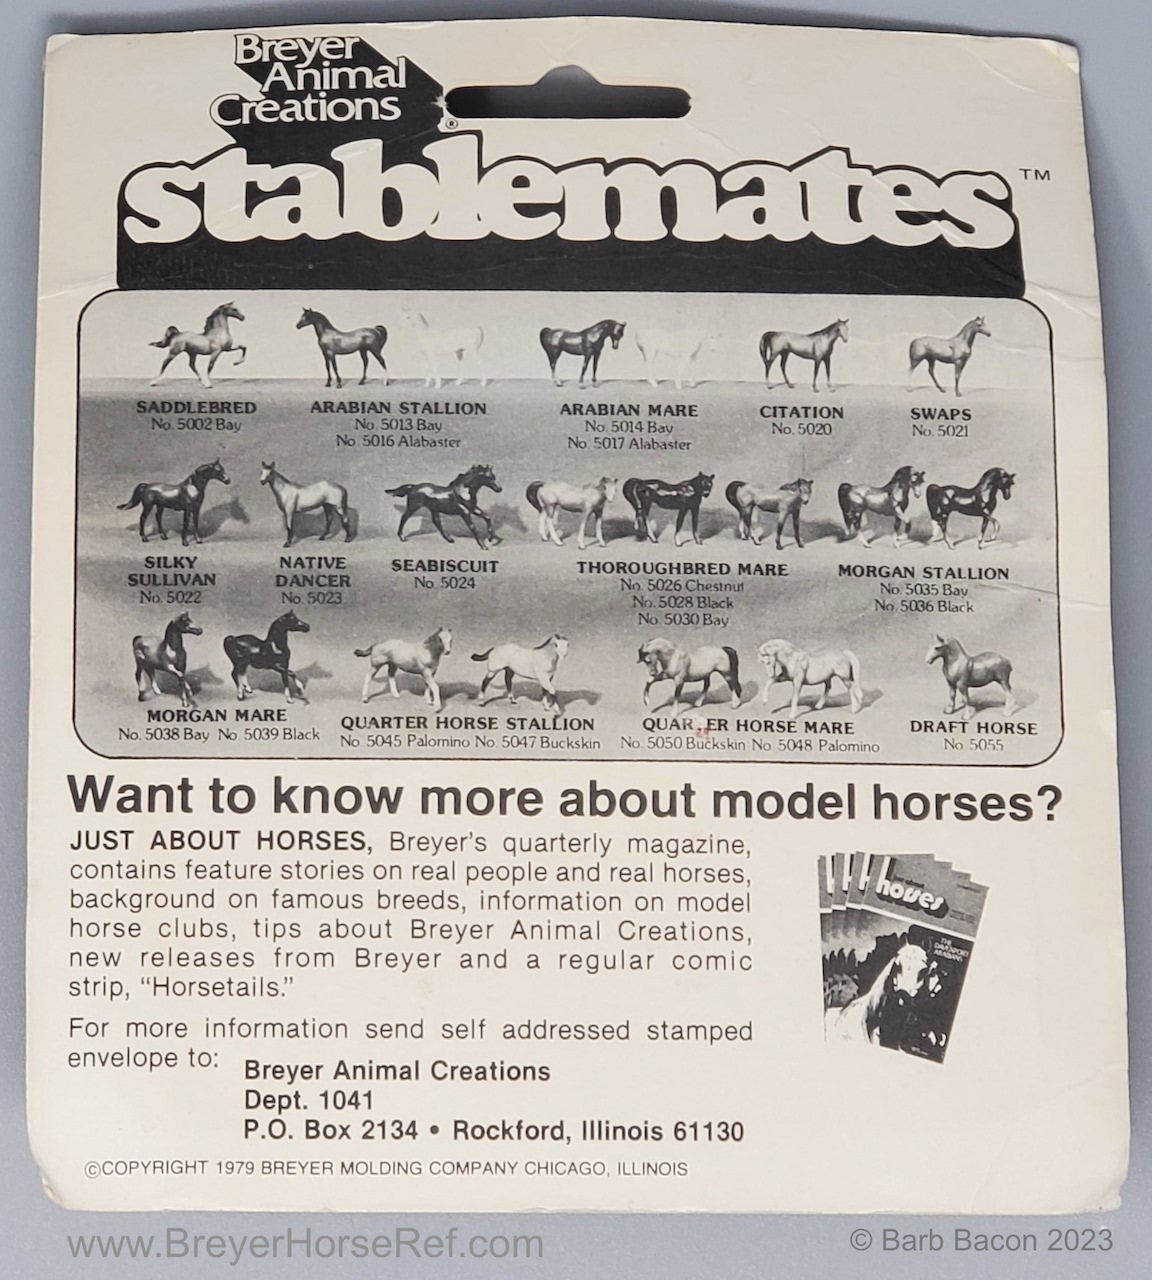 Breyer
Animal
Creations®
stablemates™
SADDLEBRED
No. 5002 Bay
ARABIAN STALLION
No. 5013 Bay
No. 5016 Alabaster
ARABIAN MARE
No. 5014 Bay
No. 5017 Alabaster
CITATION
No. 5020
SWAPS
No. 5021
SILKY
SULLIVAN
No. 5022
NATIVE
DANCER
No. 5023
SEABISCUIT
No. 5024
THOROUGHBRED MARE
No. 5026 Chestnut
No. 5028 Black
No. 5030 Bay
MORGAN STALLION
No. 5035 Bay
No. 5036 Black
MORGAN MARE
No. 5038 Bay No. 5039 Black
QUARTER HORSE STALLION
No. 5045 Palomino No. 5047 Buckskin
QUAR ER HORSE MARE
No. 5050 Buckskin No. 5048 Palomino
DRAFT HORSE
No. 5055
Want to know more about model horses?
JUST ABOUT HORSES, Breyer's quarterly magazine,
contains feature stories on real people and real horses,
background on famous breeds, information on model
horse clubs, tips about Breyer Animal Creations,
new releases from Breyer and a regular comic
strip, “Horsetails.”
horses
THE
DAVENPORT
ARABIANS
For more information send self addressed stamped
envelope to:
Breyer Animal Creations
Dept. 1041
P.O. Box 2134 • Rockford, Illinois 61130
©COPYRIGHT 1979 BREYER MOLDING COMPANY CHICAGO, ILLINOIS
www.BreyerHorseRef.com
© Barb Bacon 2023